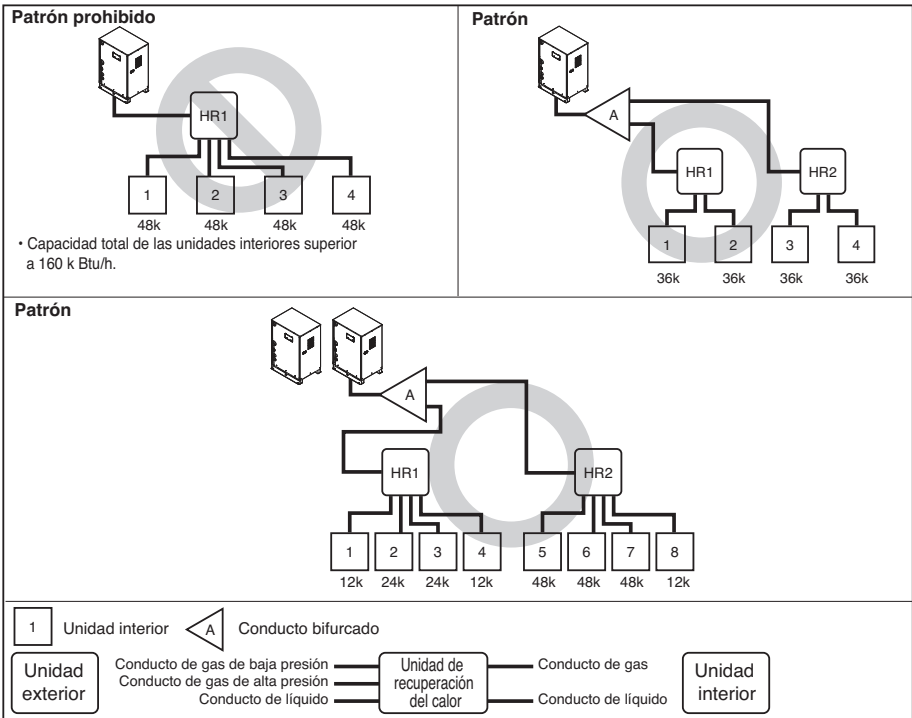 Patrón prohibido
HR1
1 2 3 4
48k 48k 48k 48k
• Capacidad total de las unidades interiores superior
a 160 k Btu/h.
Patrón
A
HR1 HR2
1 2 3 4
36k 36k 36k 36k
Patrón
A
HR1 HR2
1 2 3 4 5 6 7 8
12k 24k 24k 12k 48k 48k 48k 12k
1 Unidad interior A Conducto bifurcado
Unidad
exterior
Conducto de gas de baja presión
Conducto de gas de alta presión
Conducto de líquido
Unidad de
recuperación
del calor
Conducto de gas
Conducto de líquido
Unidad
interior